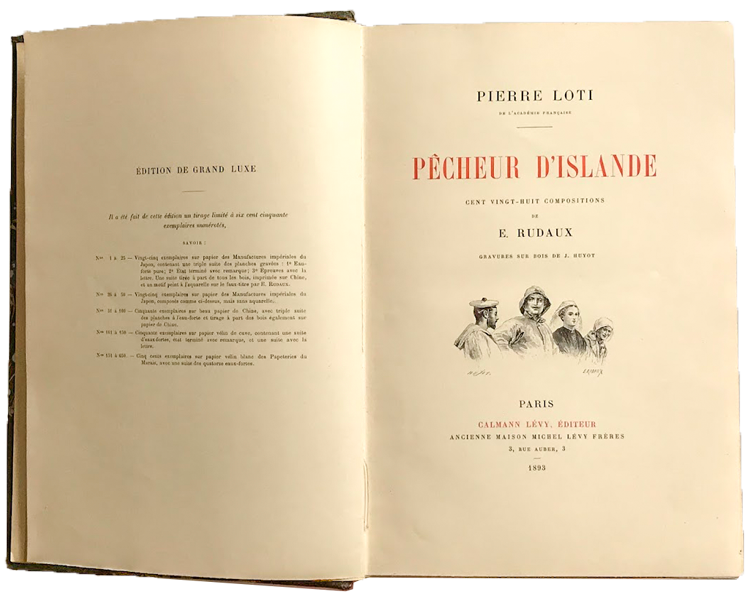 ÉDITION DE GRAND LUXE
Il a été fait de cette édition un tirage limité à six cent cinquante
exemplaires numérotés,
SAVOIR :
Nos 1 à 25 — Vingt-cinq exemplaires sur papier des Manufactures impériales du
Japon, contenant une triple suite des planches gravées : 1º Eau-
forte pure; 2º État terminé avec remarque; 3º Épreuves avec la
lettre. Une suite tirée à part de tous les bois, imprimée sur Chine,
et un motif peint à l'aquarelle sur le faux titre par E. RUDAUX.
Nos 26 à 50 — Vingt-cinq exemplaires sur papier des Manufactures impériales du
Japon, composés comme ci-dessus, mais sans aquarelle.
Nos 51 à 100 — Cinquante exemplaires sur beau papier de Chine, avec triple suite
des planches à l'eau-forte et tirage à part des bois également sur
papier de Chine.
Nos 101 à 150 — Cinquante exemplaires sur papier vélin de cuve, contenant une suite
d'eaux-fortes, état terminé avec remarque, et une suite avec la
lettre.
Nos 151 à 650 — Cinq cents exemplaires sur papier vélin blanc des Papeteries du
Marais, avec une suite des quatorze eaux-fortes.
PIERRE LOTI
DE L'ACADÉMIE FRANÇAISE
PÊCHEUR D'ISLANDE
CENT VINGT-HUIT COMPOSITIONS
DE
E. RUDAUX
GRAVURES SUR BOIS DE J. HUYOT
PARIS
CALMANN LÉVY, ÉDITEUR
ANCIENNE MAISON MICHEL LÉVY FRÈRES
3, RUE AUBER, 3
1893